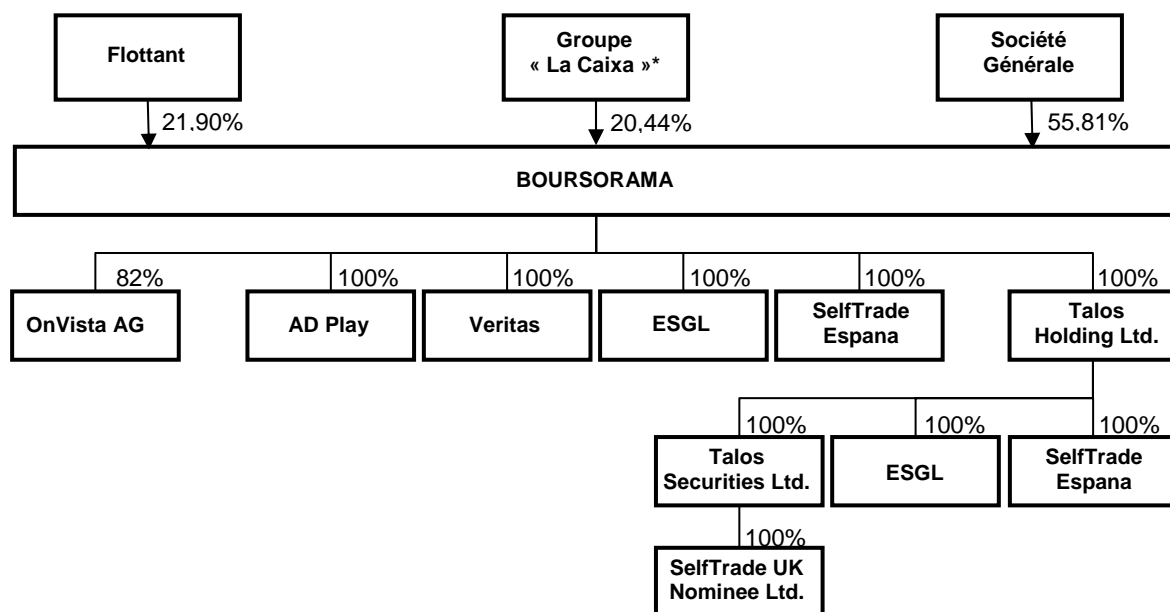 Flottant
Groupe
« La Caixa »*
Société
Générale
21,90%
20,44%
55,81%
BOURSORAMA
82%
100%
100%
100%
100%
100%
OnVista AG
AD Play
Veritas
ESGL
SelfTrade
Espana
Talos
Holding Ltd.
100%
100%
100%
Talos
Securities Ltd.
ESGL
SelfTrade
Espana
100%
SelfTrade UK
Nominee Ltd.